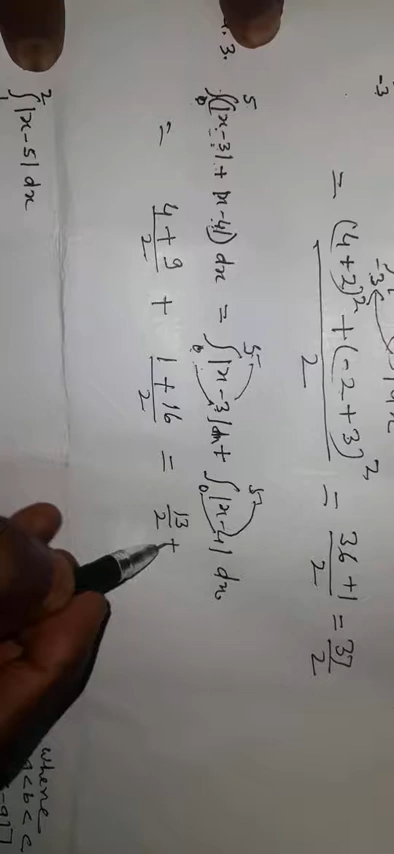 -3
= ((4+2)² + (-2+3)²)/2 = (36+1)/2 = 37/2
3. ∫₀⁵ (|x-3| + |x-4|) dx = ∫₀⁵ |x-3| dx + ∫₀⁵ |x-4| dx
= (4+9)/2 + (1+16)/2 = 13/2 +
∫₁² |x-5| dx
where
<b<c